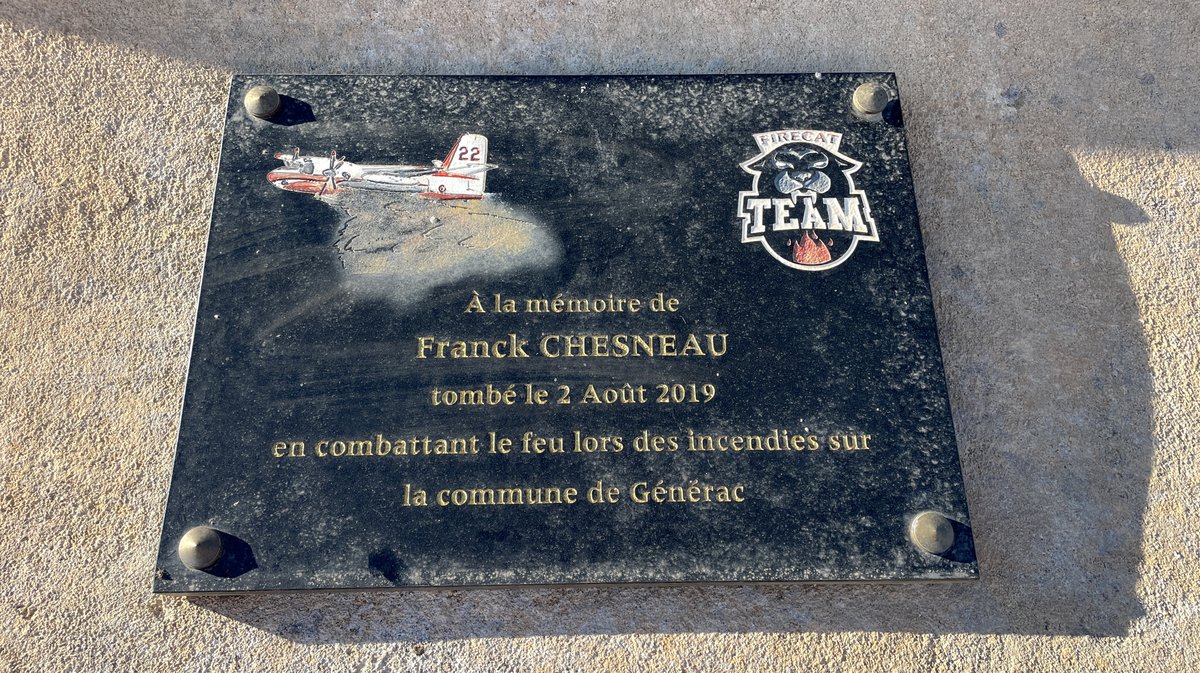 22
FIRECAT
TEAM
À la mémoire de
Franck CHESNEAU
tombé le 2 Août 2019
en combattant le feu lors des incendies sur
la commune de Générac